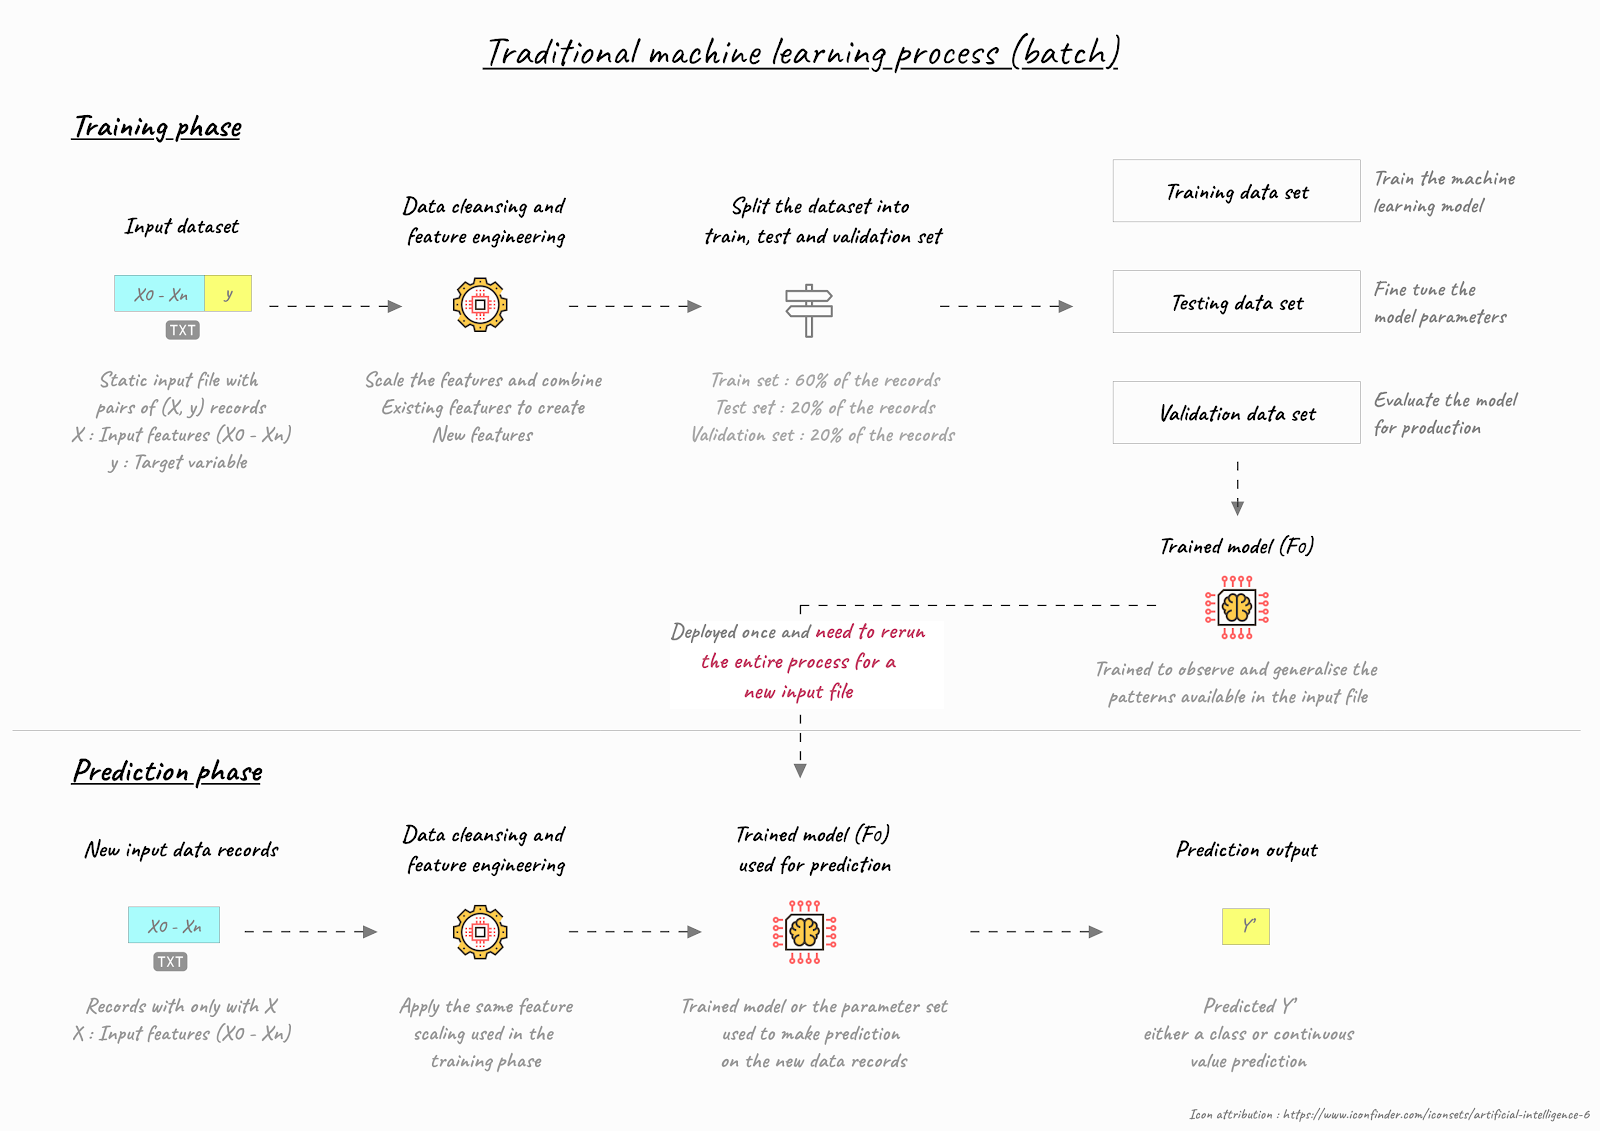 Traditional machine learning process (batch)
Training phase
Input dataset
X0 - Xn
y
TXT
Static input file with
pairs of (X, y) records
X : Input features (X0 - Xn)
y : Target variable
Data cleansing and
feature engineering
Scale the features and combine
Existing features to create
New features
Split the dataset into
train, test and validation set
Train set : 60% of the records
Test set : 20% of the records
Validation set : 20% of the records
Training data set
Train the machine
learning model
Testing data set
Fine tune the
model parameters
Validation data set
Evaluate the model
for production
Trained model (F0)
Trained to observe and generalise the
patterns available in the input file
Deployed once and need to rerun
the entire process for a
new input file
Prediction phase
New input data records
X0 - Xn
TXT
Records with only with X
X : Input features (X0 - Xn)
Data cleansing and
feature engineering
Apply the same feature
scaling used in the
training phase
Trained model (F0)
used for prediction
Trained model or the parameter set
used to make prediction
on the new data records
Prediction output
Y'
Predicted Y'
either a class or continuous
value prediction
Icon attribution : https://www.iconfinder.com/iconsets/artificial-intelligence-6